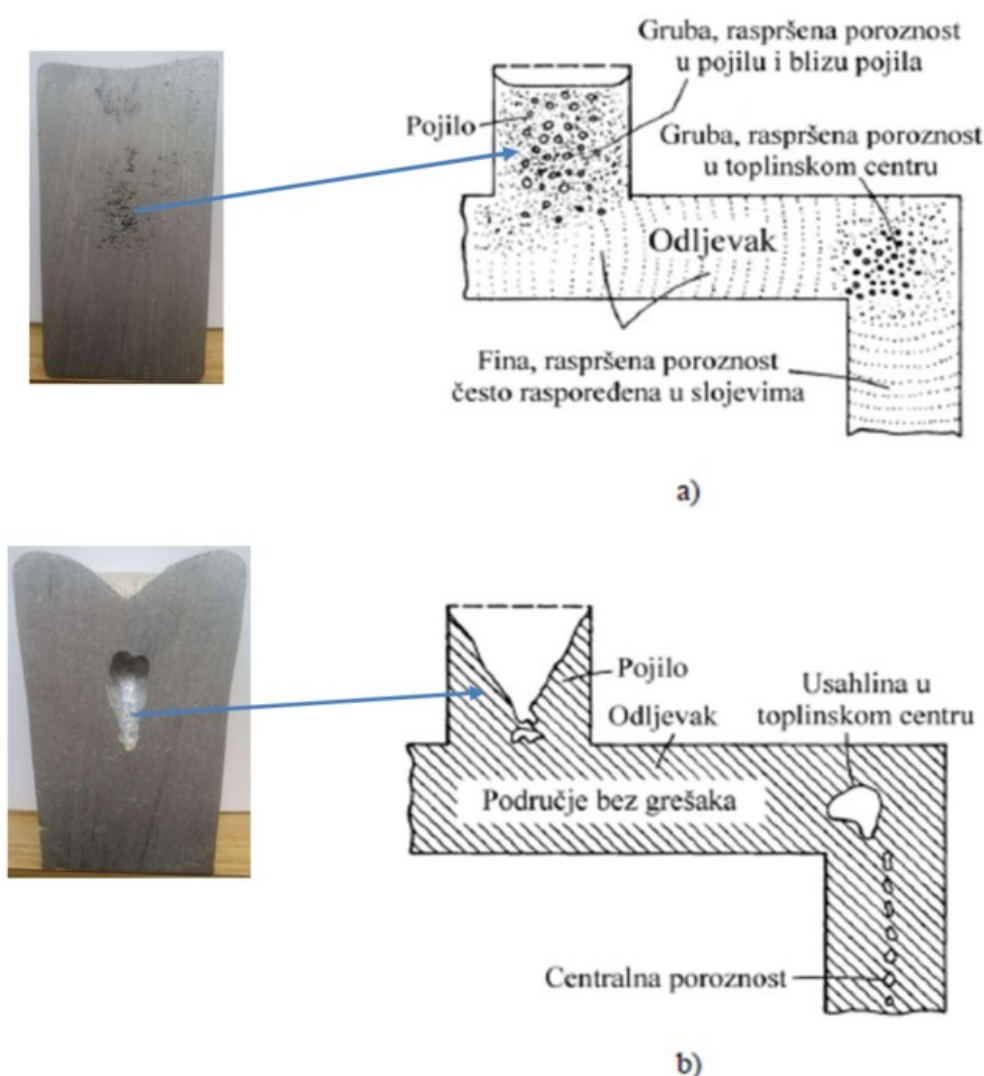 Gruba, raspršena poroznost
u pojilu i blizu pojila
Pojilo
Gruba, raspršena poroznost
u toplinskom centru
Odljevak
Fina, raspršena poroznost
često raspoređena u slojevima
a)
Pojilo
Usahlina u
toplinskom centru
Odljevak
Područje bez grešaka
Centralna poroznost
b)